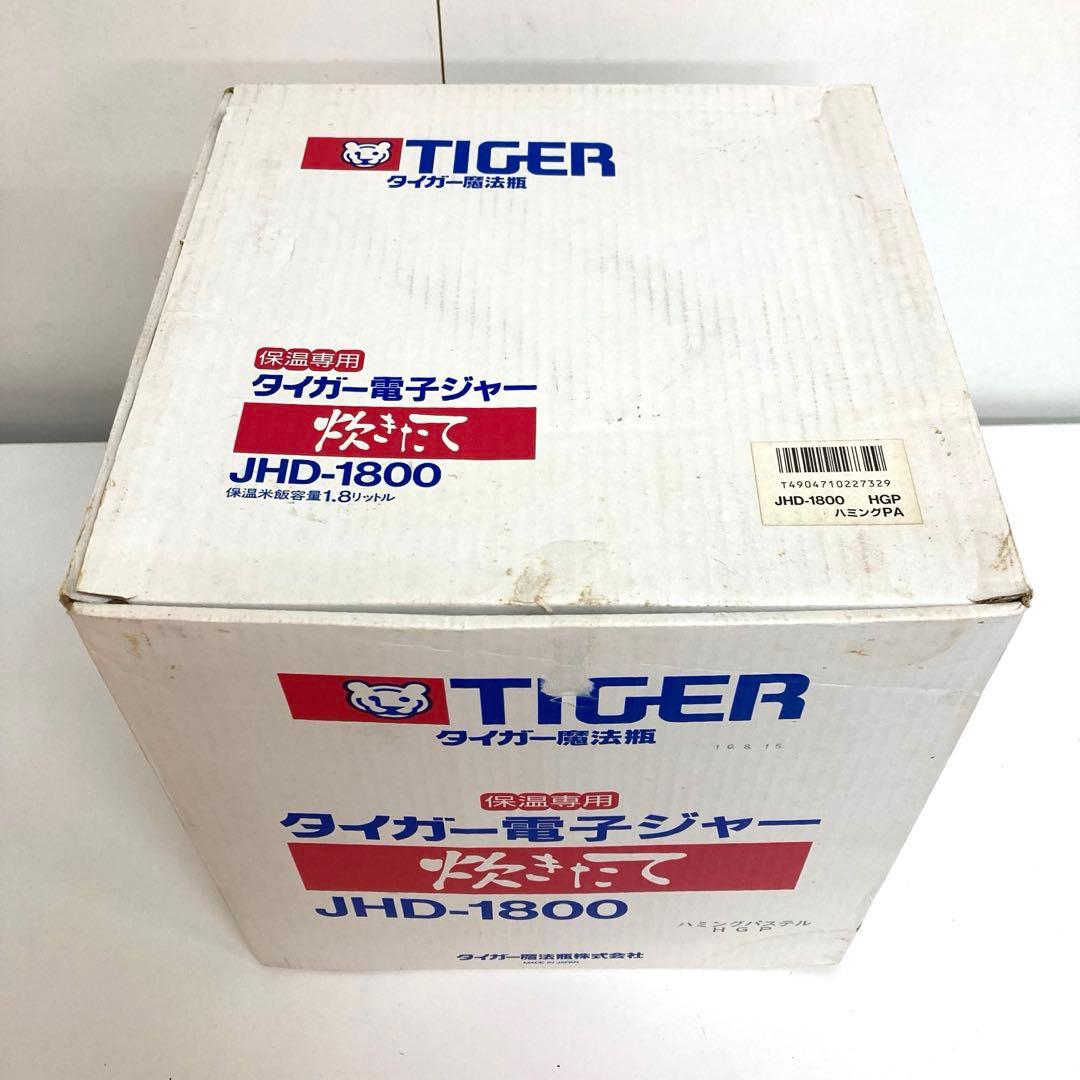 TIGER
タイガー魔法瓶
保温専用
タイガー電子ジャー
炊きたて
JHD-1800
保温米飯容量1.8リットル
T4904710227329
JHD-1800 HGP
ハミングPA
TIGER
タイガー魔法瓶
10.8.15
保温専用
タイガー電子ジャー
炊きたて
JHD-1800
ハミングパステル
HGP
タイガー魔法瓶株式会社
MADE IN JAPAN